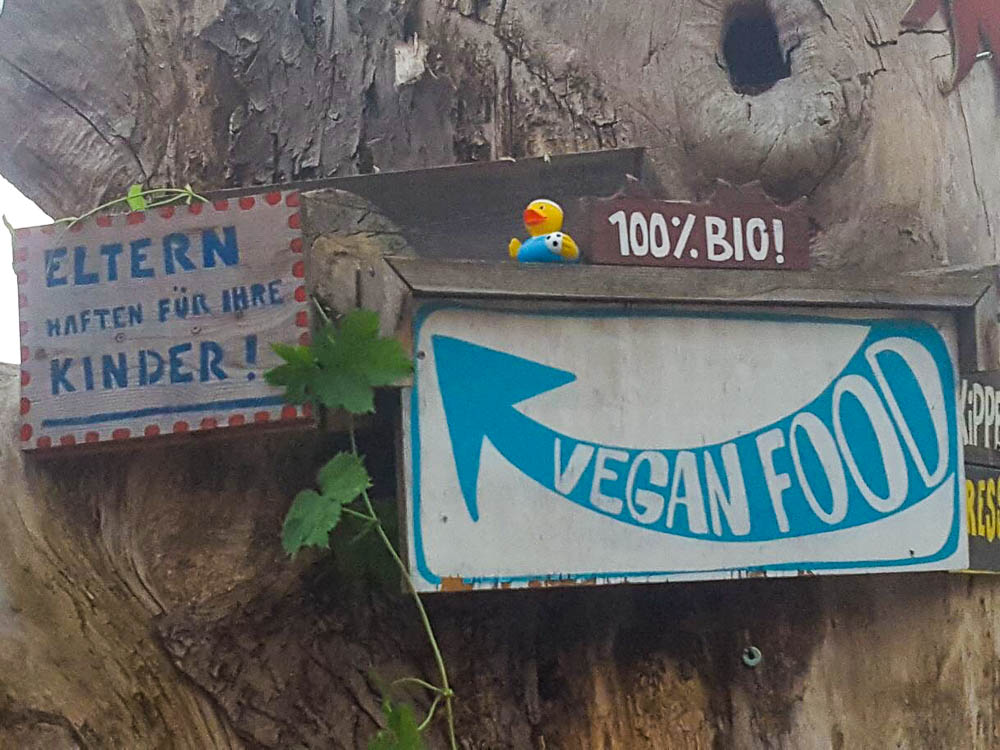 ELTERN
HAFTEN FÜR IHRE
KINDER!
100% BIO!
VEGAN FOOD